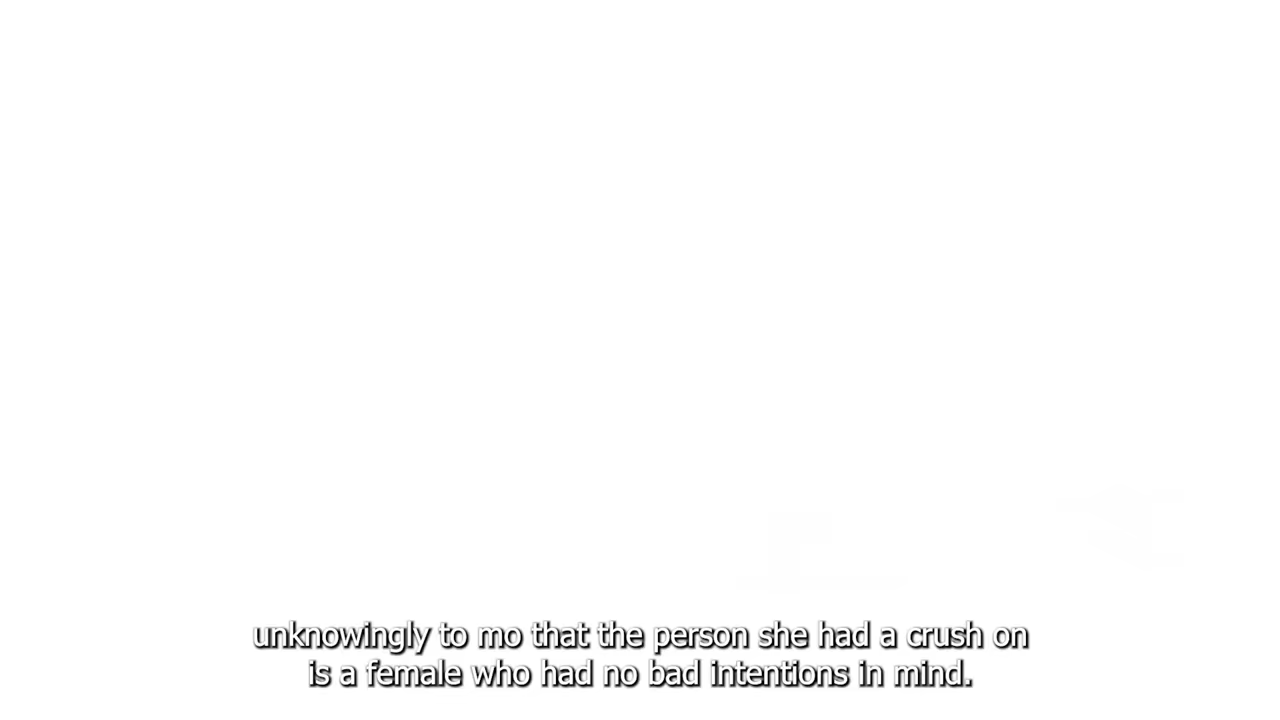 unknowingly to mo that the person she had a crush on
is a female who had no bad intentions in mind.